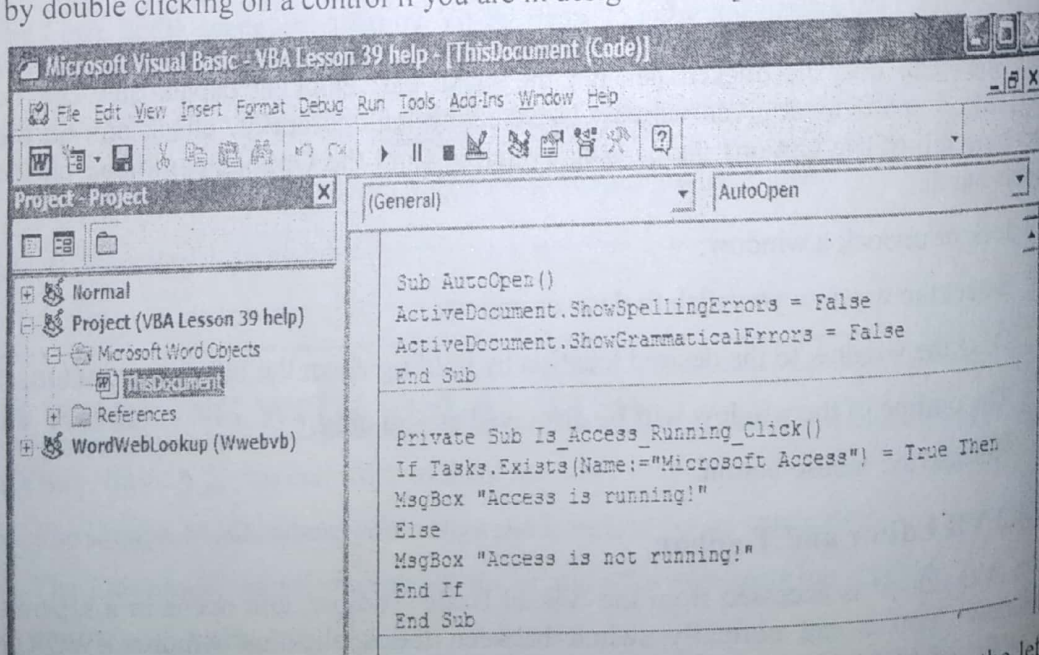 by double clicking on a control if you are in
Microsoft Visual Basic - VBA Lesson 39 help - [ThisDocument (Code)]
File Edit View Insert Format Debug Run Tools Add-Ins Window Help
Project - Project
(General)
AutoOpen
Normal
Project (VBA Lesson 39 help)
Microsoft Word Objects
ThisDocument
References
WordWebLookup (Wwebvb)
Sub AutoOpen()
ActiveDocument.ShowSpellingErrors = False
ActiveDocument.ShowGrammaticalErrors = False
End Sub
Private Sub Is_Access_Running_Click()
If Tasks.Exists(Name:="Microsoft Access") = True Then
MsgBox "Access is running!"
Else
MsgBox "Access is not running!"
End If
End Sub